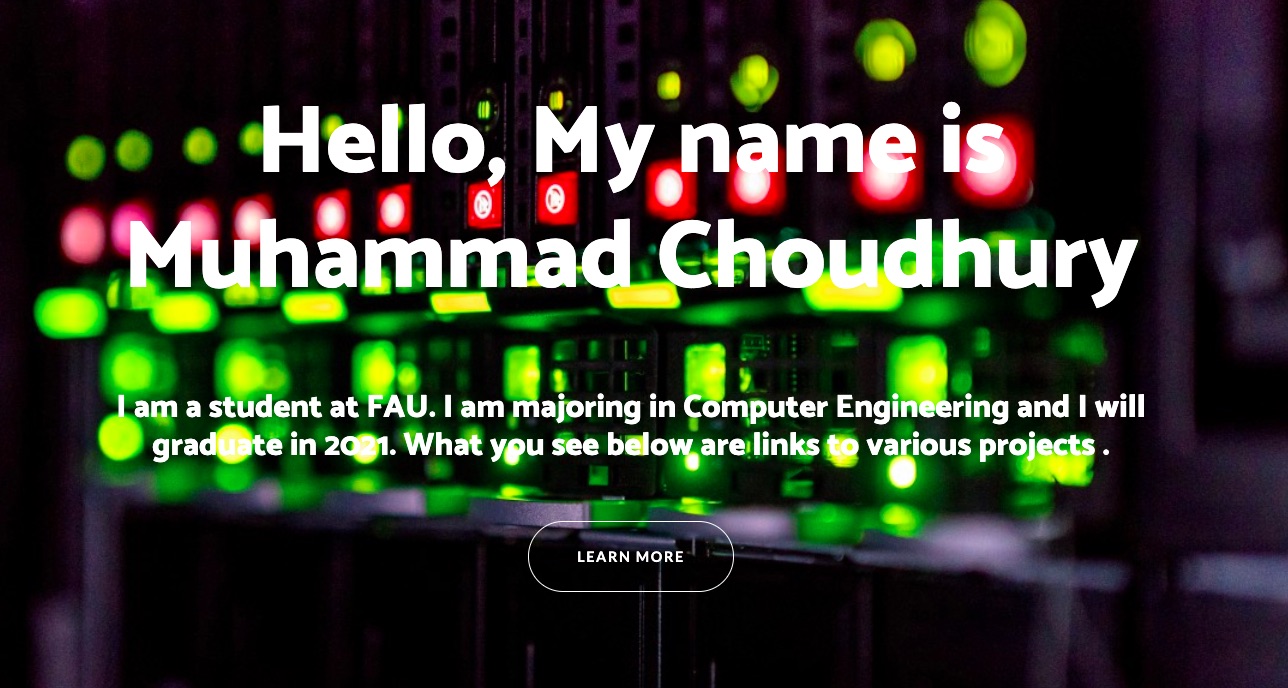 Hello, My name is
Muhammad Choudhury
I am a student at FAU. I am majoring in Computer Engineering and I will
graduate in 2021. What you see below are links to various projects .
LEARN MORE